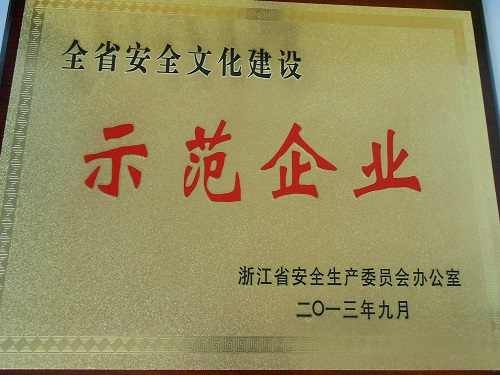 全省安全文化建设
示范企业
浙江省安全生产委员会办公室
二〇一三年九月